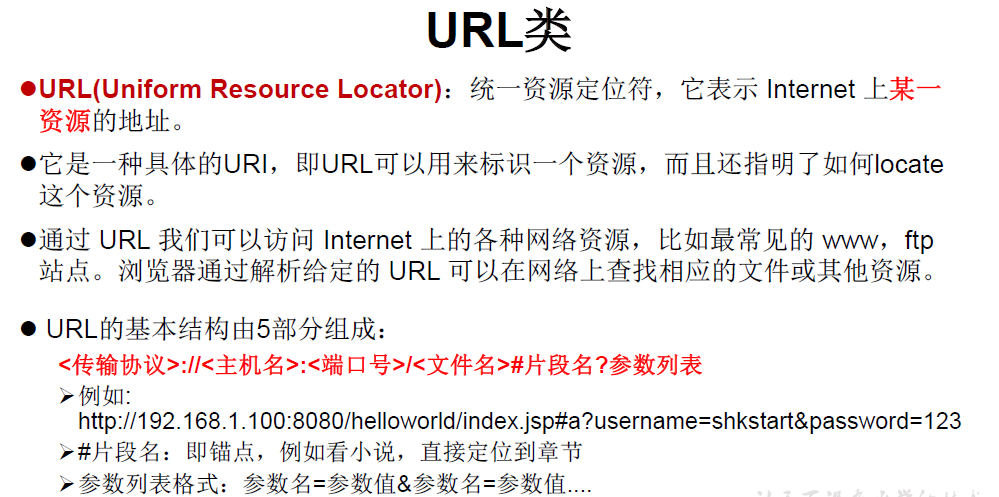 URL类
●URL(Uniform Resource Locator)：统一资源定位符，它表示 Internet 上某一
资源的地址。
●它是一种具体的URI，即URL可以用来标识一个资源，而且还指明了如何locate
这个资源。
●通过 URL 我们可以访问 Internet 上的各种网络资源，比如最常见的 www，ftp
站点。浏览器通过解析给定的 URL 可以在网络上查找相应的文件或其他资源。
● URL的基本结构由5部分组成：
<传输协议>://<主机名>:<端口号>/<文件名>#片段名?参数列表
➢例如:
http://192.168.1.100:8080/helloworld/index.jsp#a?username=shkstart&password=123
➢#片段名：即锚点，例如看小说，直接定位到章节
➢参数列表格式：参数名=参数值&参数名=参数值....